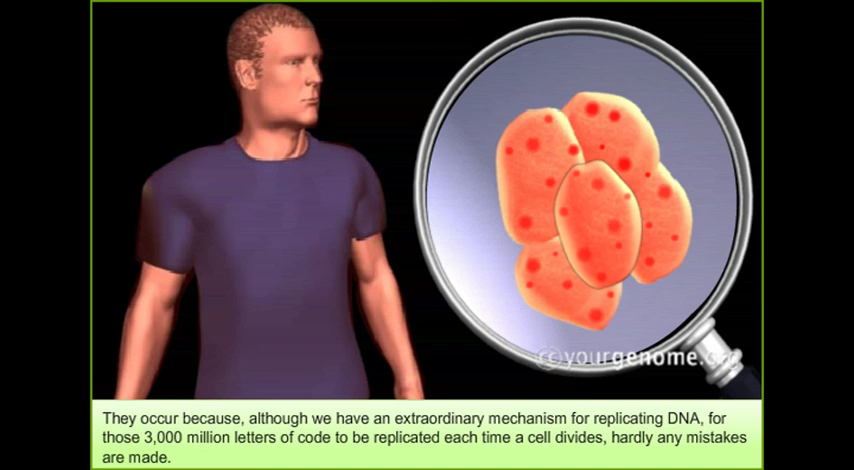 yourgenome.org
They occur because, although we have an extraordinary mechanism for replicating DNA, for
those 3,000 million letters of code to be replicated each time a cell divides, hardly any mistakes
are made.